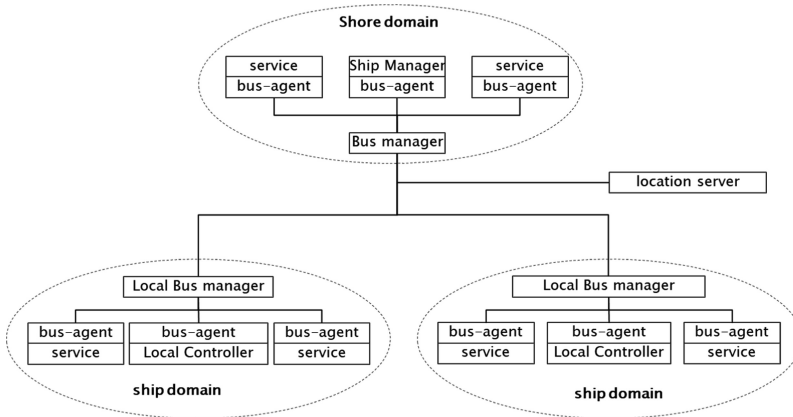 Shore domain
service
Ship Manager
service
bus-agent
bus-agent
bus-agent
Bus manager
location server
Local Bus manager
Local Bus manager
bus-agent
bus-agent
bus-agent
service
Local Controller
service
bus-agent
bus-agent
bus-agent
service
Local Controller
service
ship domain
ship domain